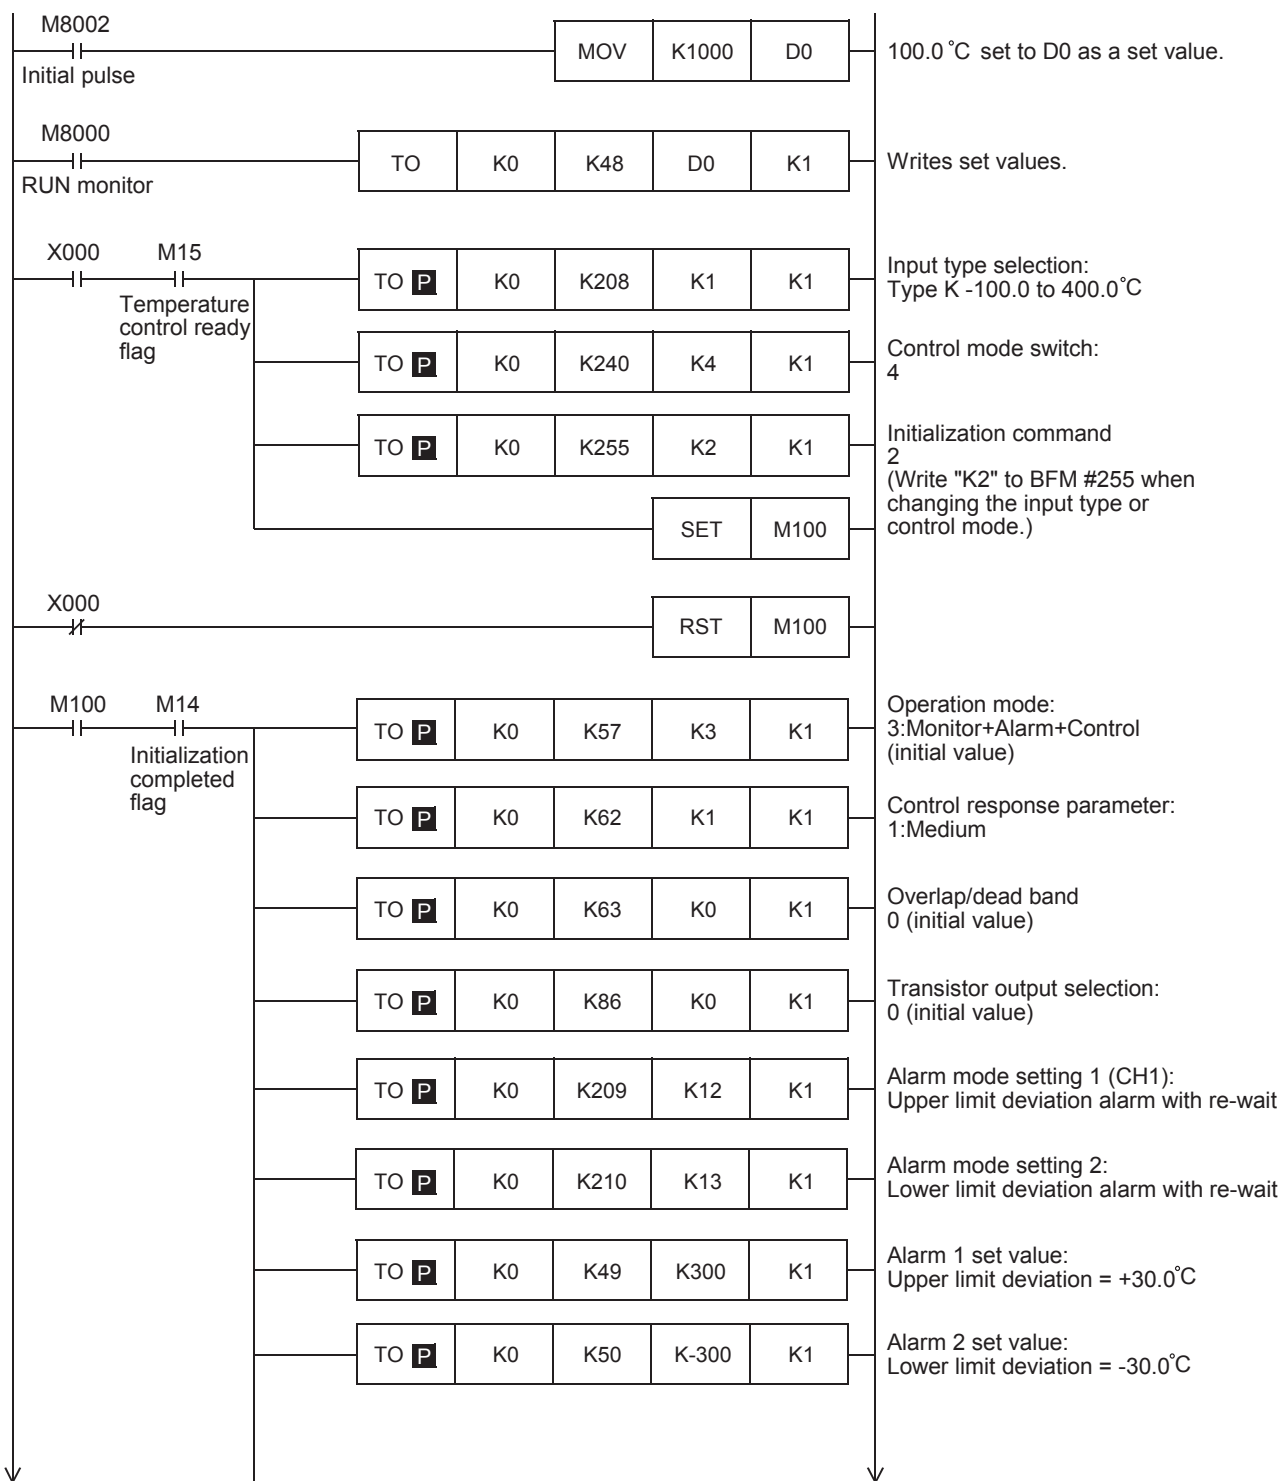 M8002
MOV K1000 D0
100.0 °C set to D0 as a set value.
Initial pulse
M8000
TO K0 K48 D0 K1
Writes set values.
RUN monitor
X000 M15
TO P K0 K208 K1 K1
Input type selection:
Type K -100.0 to 400.0°C
Temperature
control ready
flag
TO P K0 K240 K4 K1
Control mode switch:
4
TO P K0 K255 K2 K1
Initialization command
2
(Write "K2" to BFM #255 when
changing the input type or
control mode.)
SET M100
X000
RST M100
M100 M14
TO P K0 K57 K3 K1
Operation mode:
3:Monitor+Alarm+Control
(initial value)
Initialization
completed
flag
TO P K0 K62 K1 K1
Control response parameter:
1:Medium
TO P K0 K63 K0 K1
Overlap/dead band
0 (initial value)
TO P K0 K86 K0 K1
Transistor output selection:
0 (initial value)
TO P K0 K209 K12 K1
Alarm mode setting 1 (CH1):
Upper limit deviation alarm with re-wait
TO P K0 K210 K13 K1
Alarm mode setting 2:
Lower limit deviation alarm with re-wait
TO P K0 K49 K300 K1
Alarm 1 set value:
Upper limit deviation = +30.0°C
TO P K0 K50 K-300 K1
Alarm 2 set value:
Lower limit deviation = -30.0°C